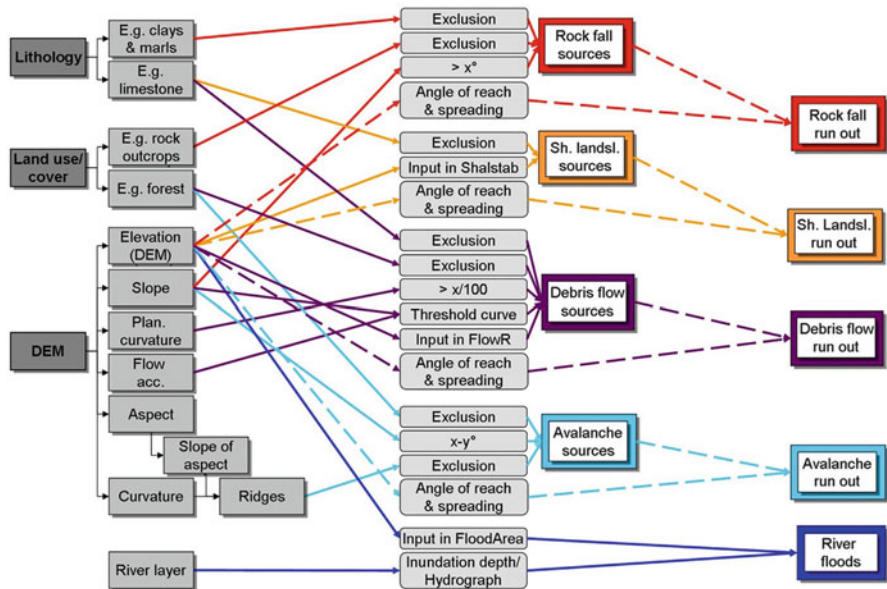 Lithology
E.g. clays
& marls
E.g.
limestone
Land use/
cover
E.g. rock
outcrops
E.g. forest
DEM
Elevation
(DEM)
Slope
Plan.
curvature
Flow
acc.
Aspect
Slope of
aspect
Curvature
Ridges
River layer
Exclusion
Exclusion
> x°
Angle of reach
& spreading
Exclusion
Input in Shalstab
Angle of reach
& spreading
Exclusion
Exclusion
> x/100
Threshold curve
Input in FlowR
Angle of reach
& spreading
Exclusion
x-y°
Exclusion
Angle of reach
& spreading
Input in FloodArea
Inundation depth/
Hydrograph
Rock fall
sources
Sh. landsl.
sources
Debris flow
sources
Avalanche
sources
Rock fall
run out
Sh. Landsl.
run out
Debris flow
run out
Avalanche
run out
River
floods